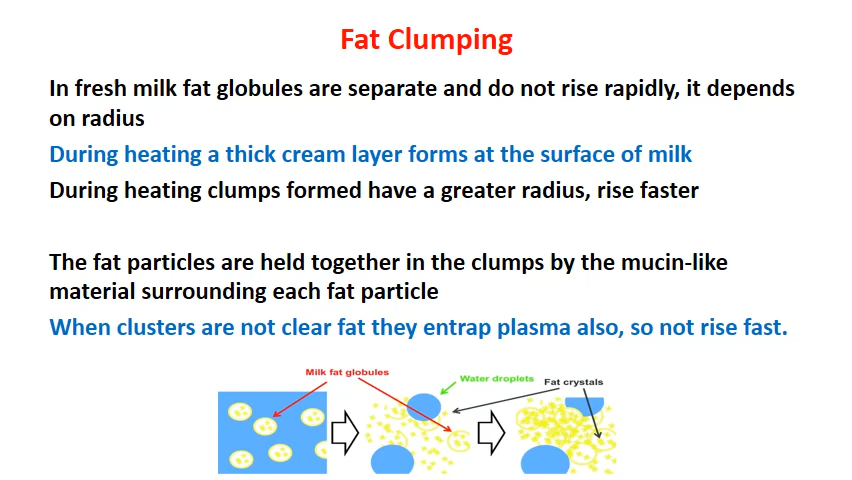 Fat Clumping
In fresh milk fat globules are separate and do not rise rapidly, it depends
on radius
During heating a thick cream layer forms at the surface of milk
During heating clumps formed have a greater radius, rise faster
The fat particles are held together in the clumps by the mucin-like
material surrounding each fat particle
When clusters are not clear fat they entrap plasma also, so not rise fast.
Milk fat globules
Water droplets
Fat crystals